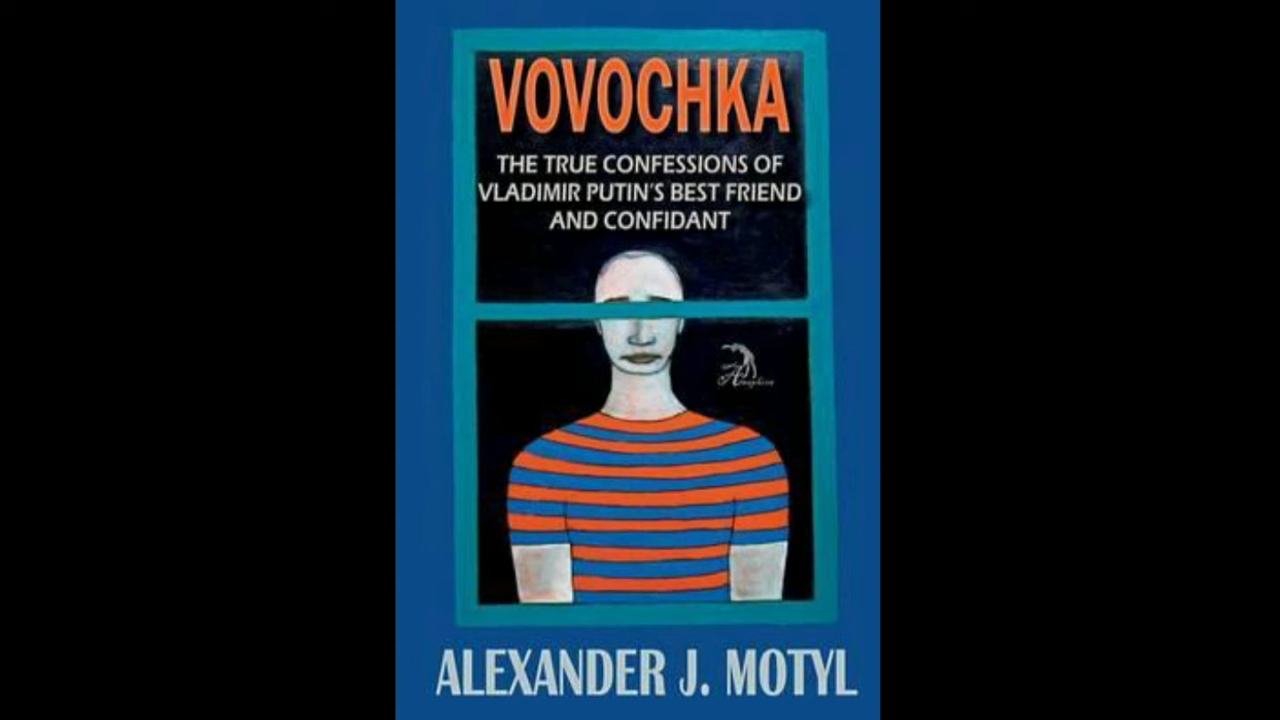 VOVOCHKA
THE TRUE CONFESSIONS OF
VLADIMIR PUTIN'S BEST FRIEND
AND CONFIDANT
ALEXANDER J. MOTYL